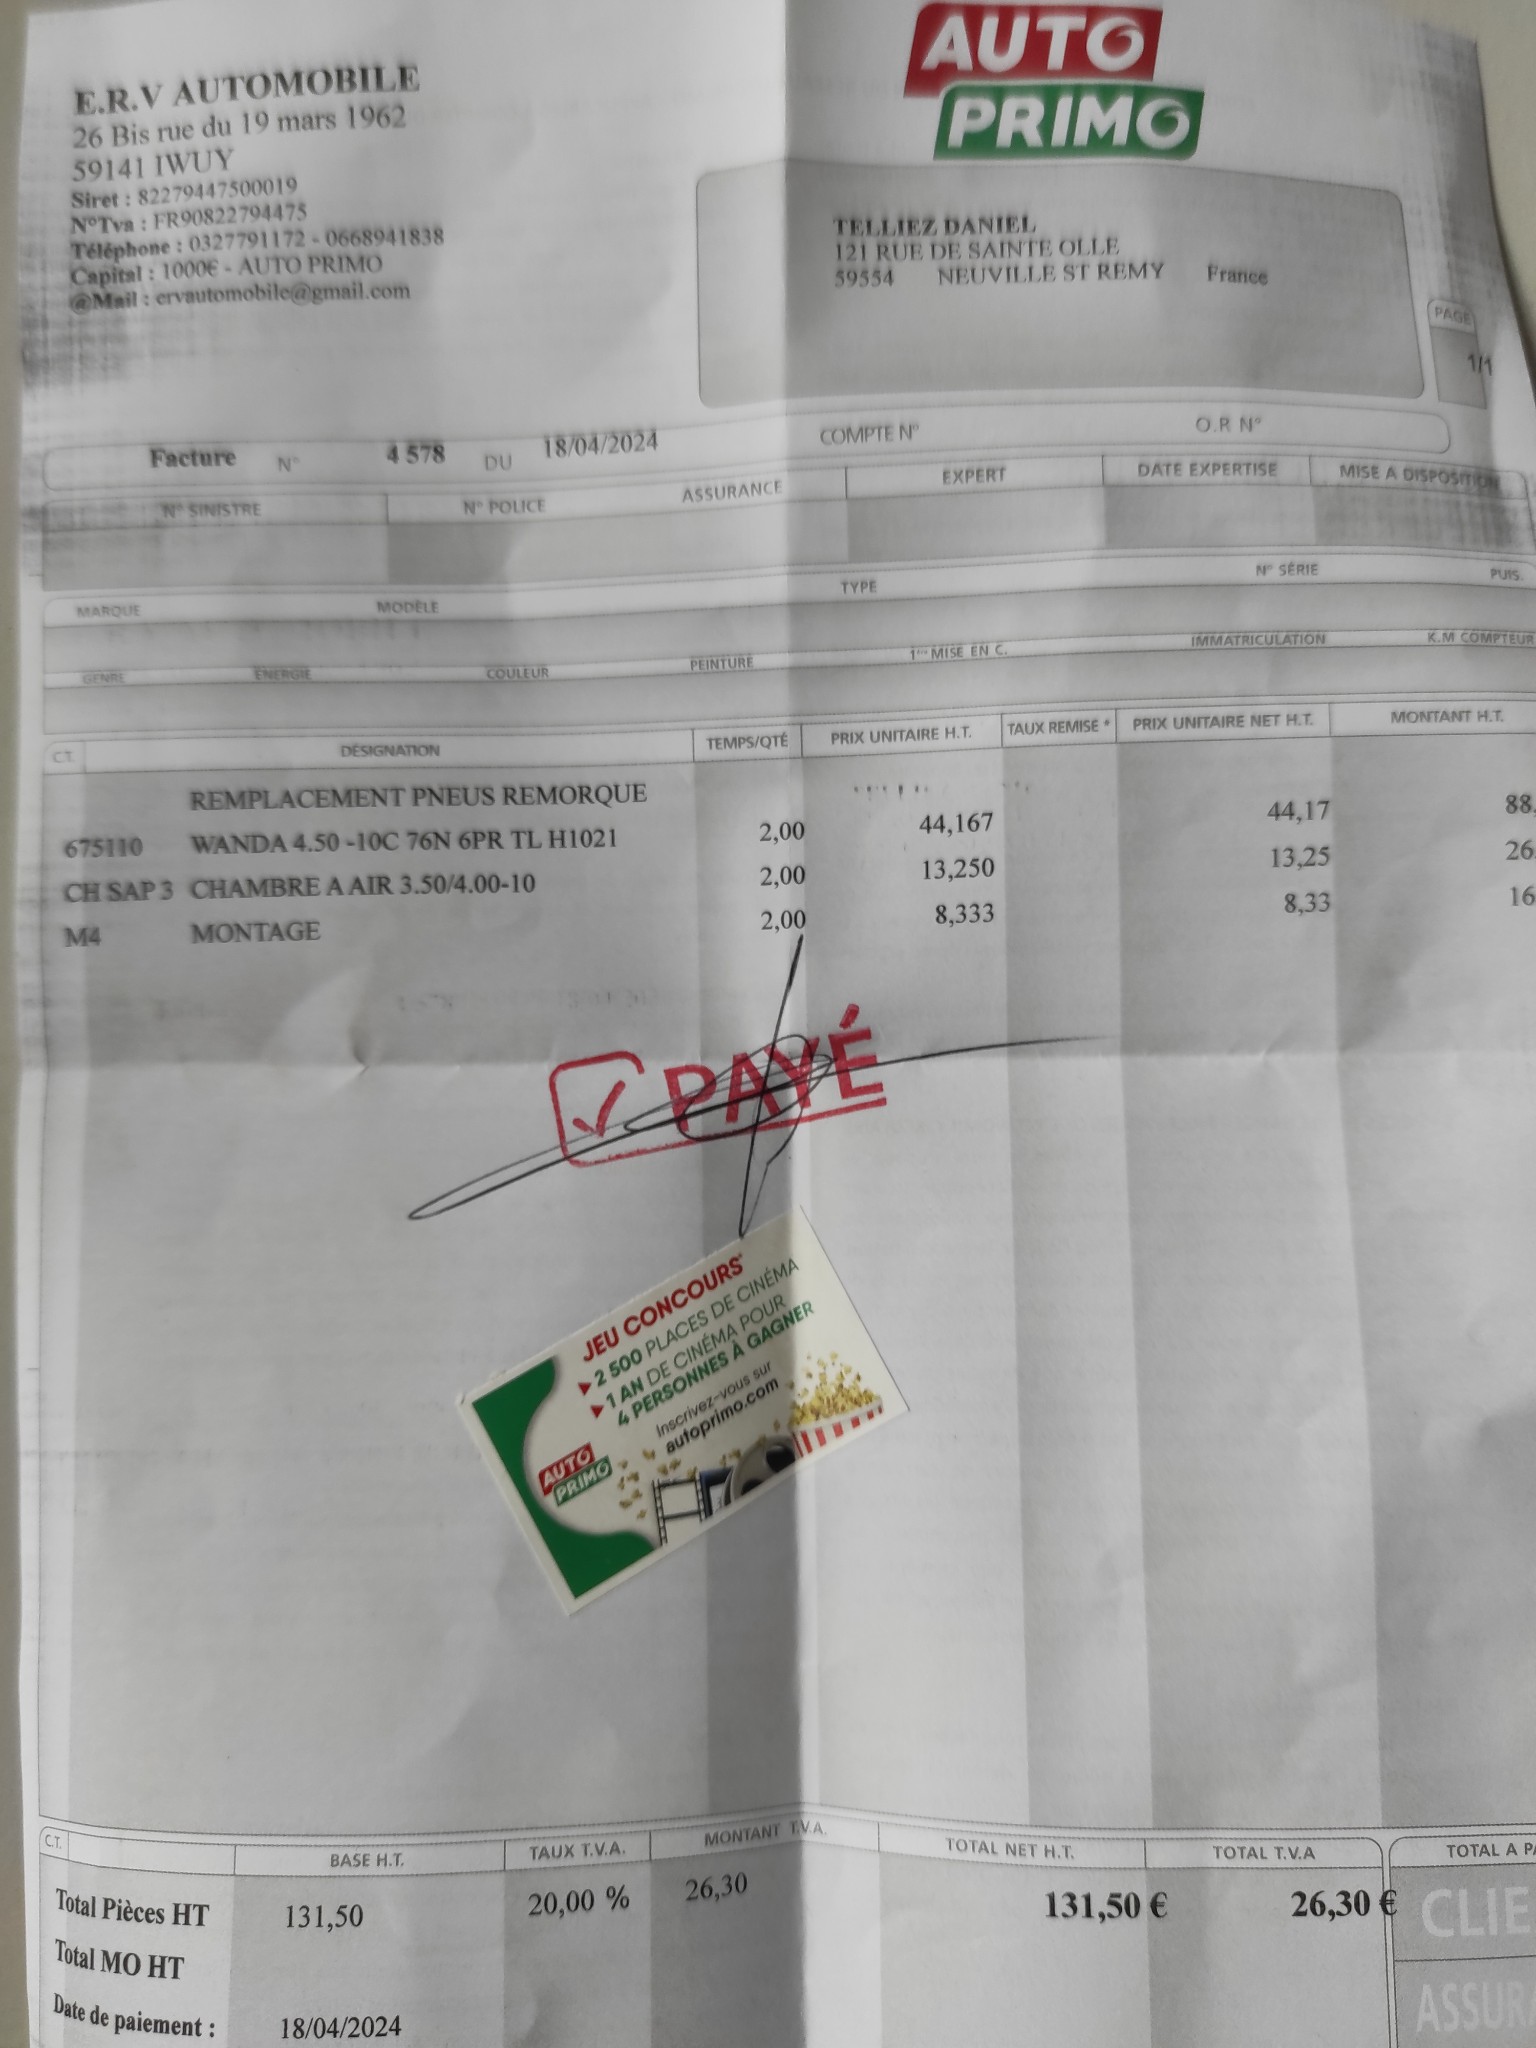 AUTO
PRIMO
E.R.V AUTOMOBILE
26 Bis rue du 19 mars 1962
59141 IWUY
Siret : 82279447500019
N°Tva : FR90822794475
Téléphone : 0327791172 - 0668941838
Capital : 1000€ - AUTO PRIMO
@Mail : ervautomobile@gmail.com
TELLIEZ DANIEL
121 RUE DE SAINTE OLLE
59554 NEUVILLE ST REMY France
PAGE
1/1
Facture N° 4 578 DU 18/04/2024 COMPTE N° O.R N°
N° SINISTRE N° POLICE ASSURANCE EXPERT DATE EXPERTISE MISE A DISPOSITION
MARQUE MODÈLE TYPE N° SÉRIE PUIS.
GENRE ENERGIE COULEUR PEINTURE 1ère MISE EN C. IMMATRICULATION K.M COMPTEUR
C.T. DÉSIGNATION TEMPS/QTÉ PRIX UNITAIRE H.T. TAUX REMISE * PRIX UNITAIRE NET H.T. MONTANT H.T.
REMPLACEMENT PNEUS REMORQUE
675110 WANDA 4.50 -10C 76N 6PR TL H1021 2,00 44,167 44,17 88,
CH SAP 3 CHAMBRE A AIR 3.50/4.00-10 2,00 13,250 13,25 26,
M4 MONTAGE 2,00 8,333 8,33 16
PAYÉ
JEU CONCOURS*
2 500 PLACES DE CINÉMA
1 AN DE CINÉMA POUR
4 PERSONNES À GAGNER
Inscrivez-vous sur
autoprimo.com
AUTO
PRIMO
C.T. BASE H.T. TAUX T.V.A. MONTANT T.V.A. TOTAL NET H.T. TOTAL T.V.A TOTAL A PA
Total Pièces HT 131,50 20,00 % 26,30 131,50 € 26,30 € CLIE
Total MO HT
Date de paiement : 18/04/2024 ASSUR